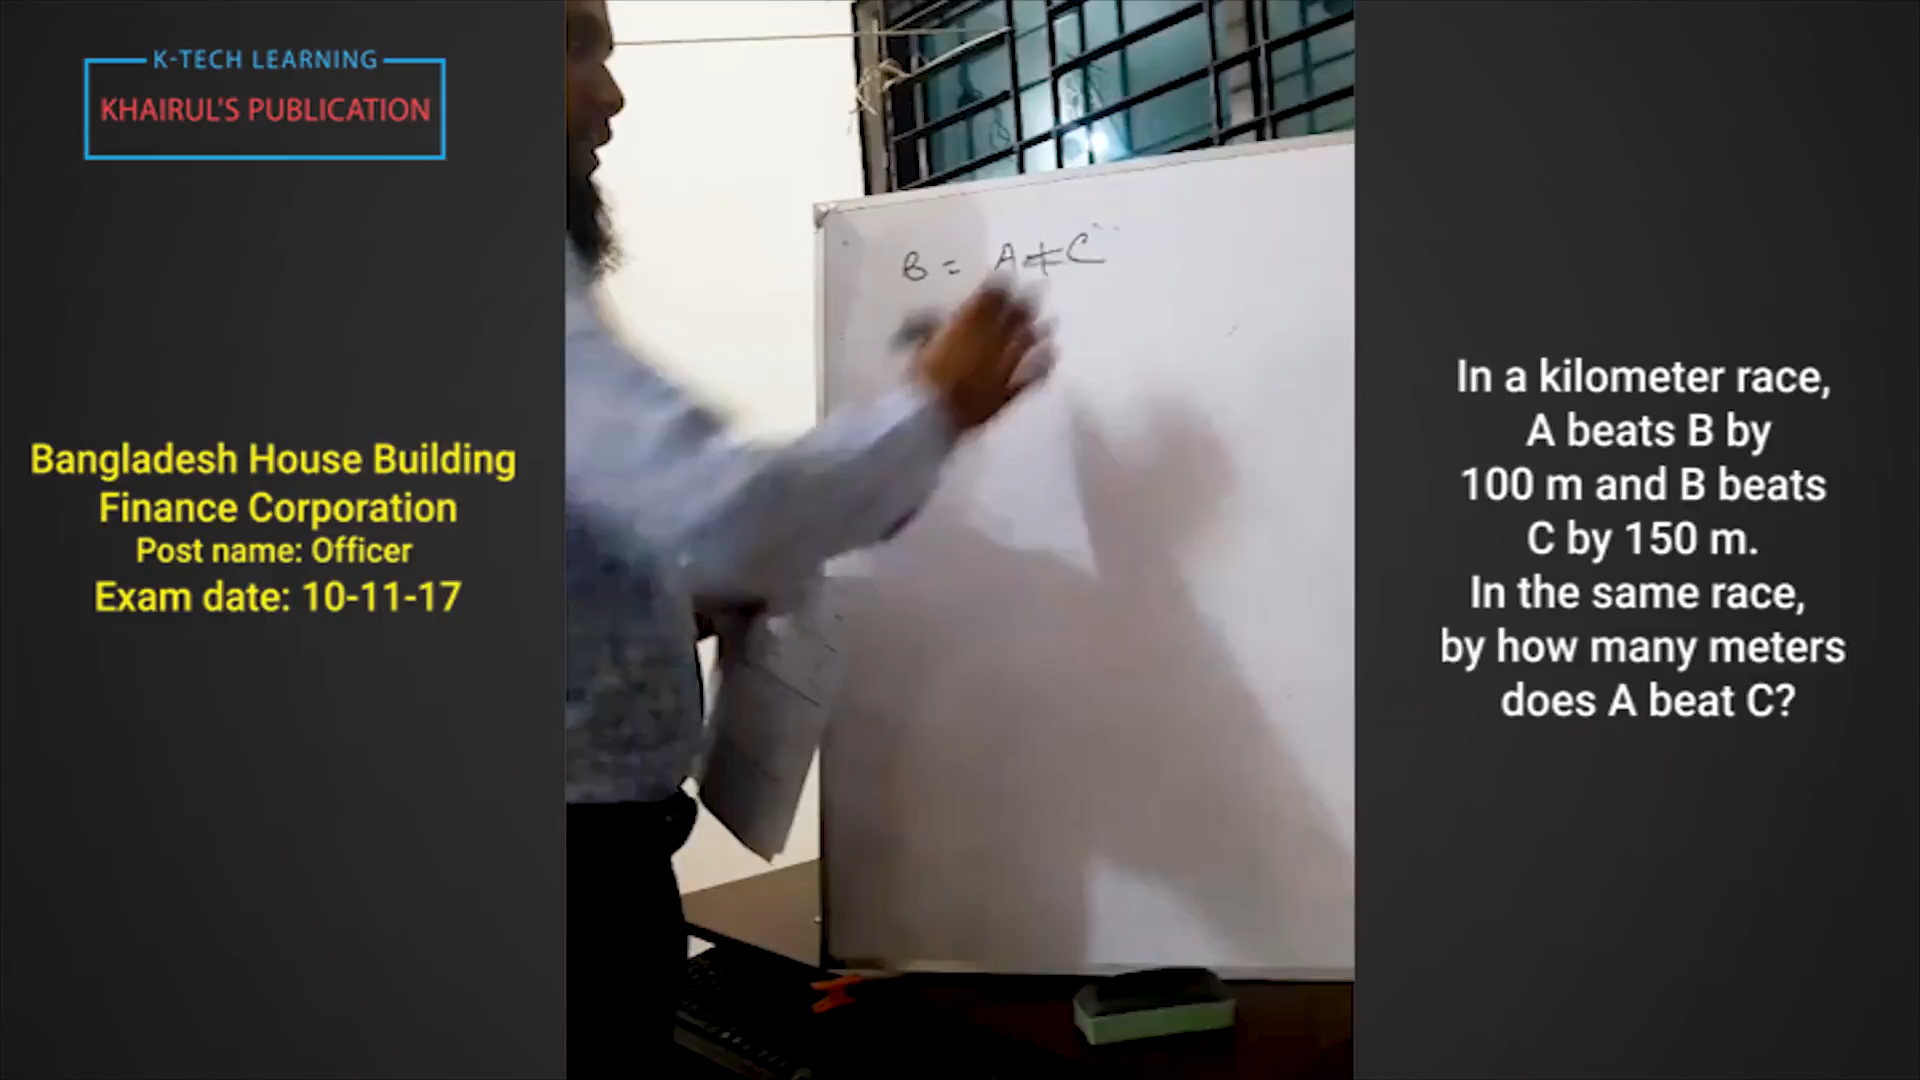 K-TECH LEARNING
KHAIRUL'S PUBLICATION
Bangladesh House Building
Finance Corporation
Post name: Officer
Exam date: 10-11-17
B = A + C
In a kilometer race,
A beats B by
100 m and B beats
C by 150 m.
In the same race,
by how many meters
does A beat C?